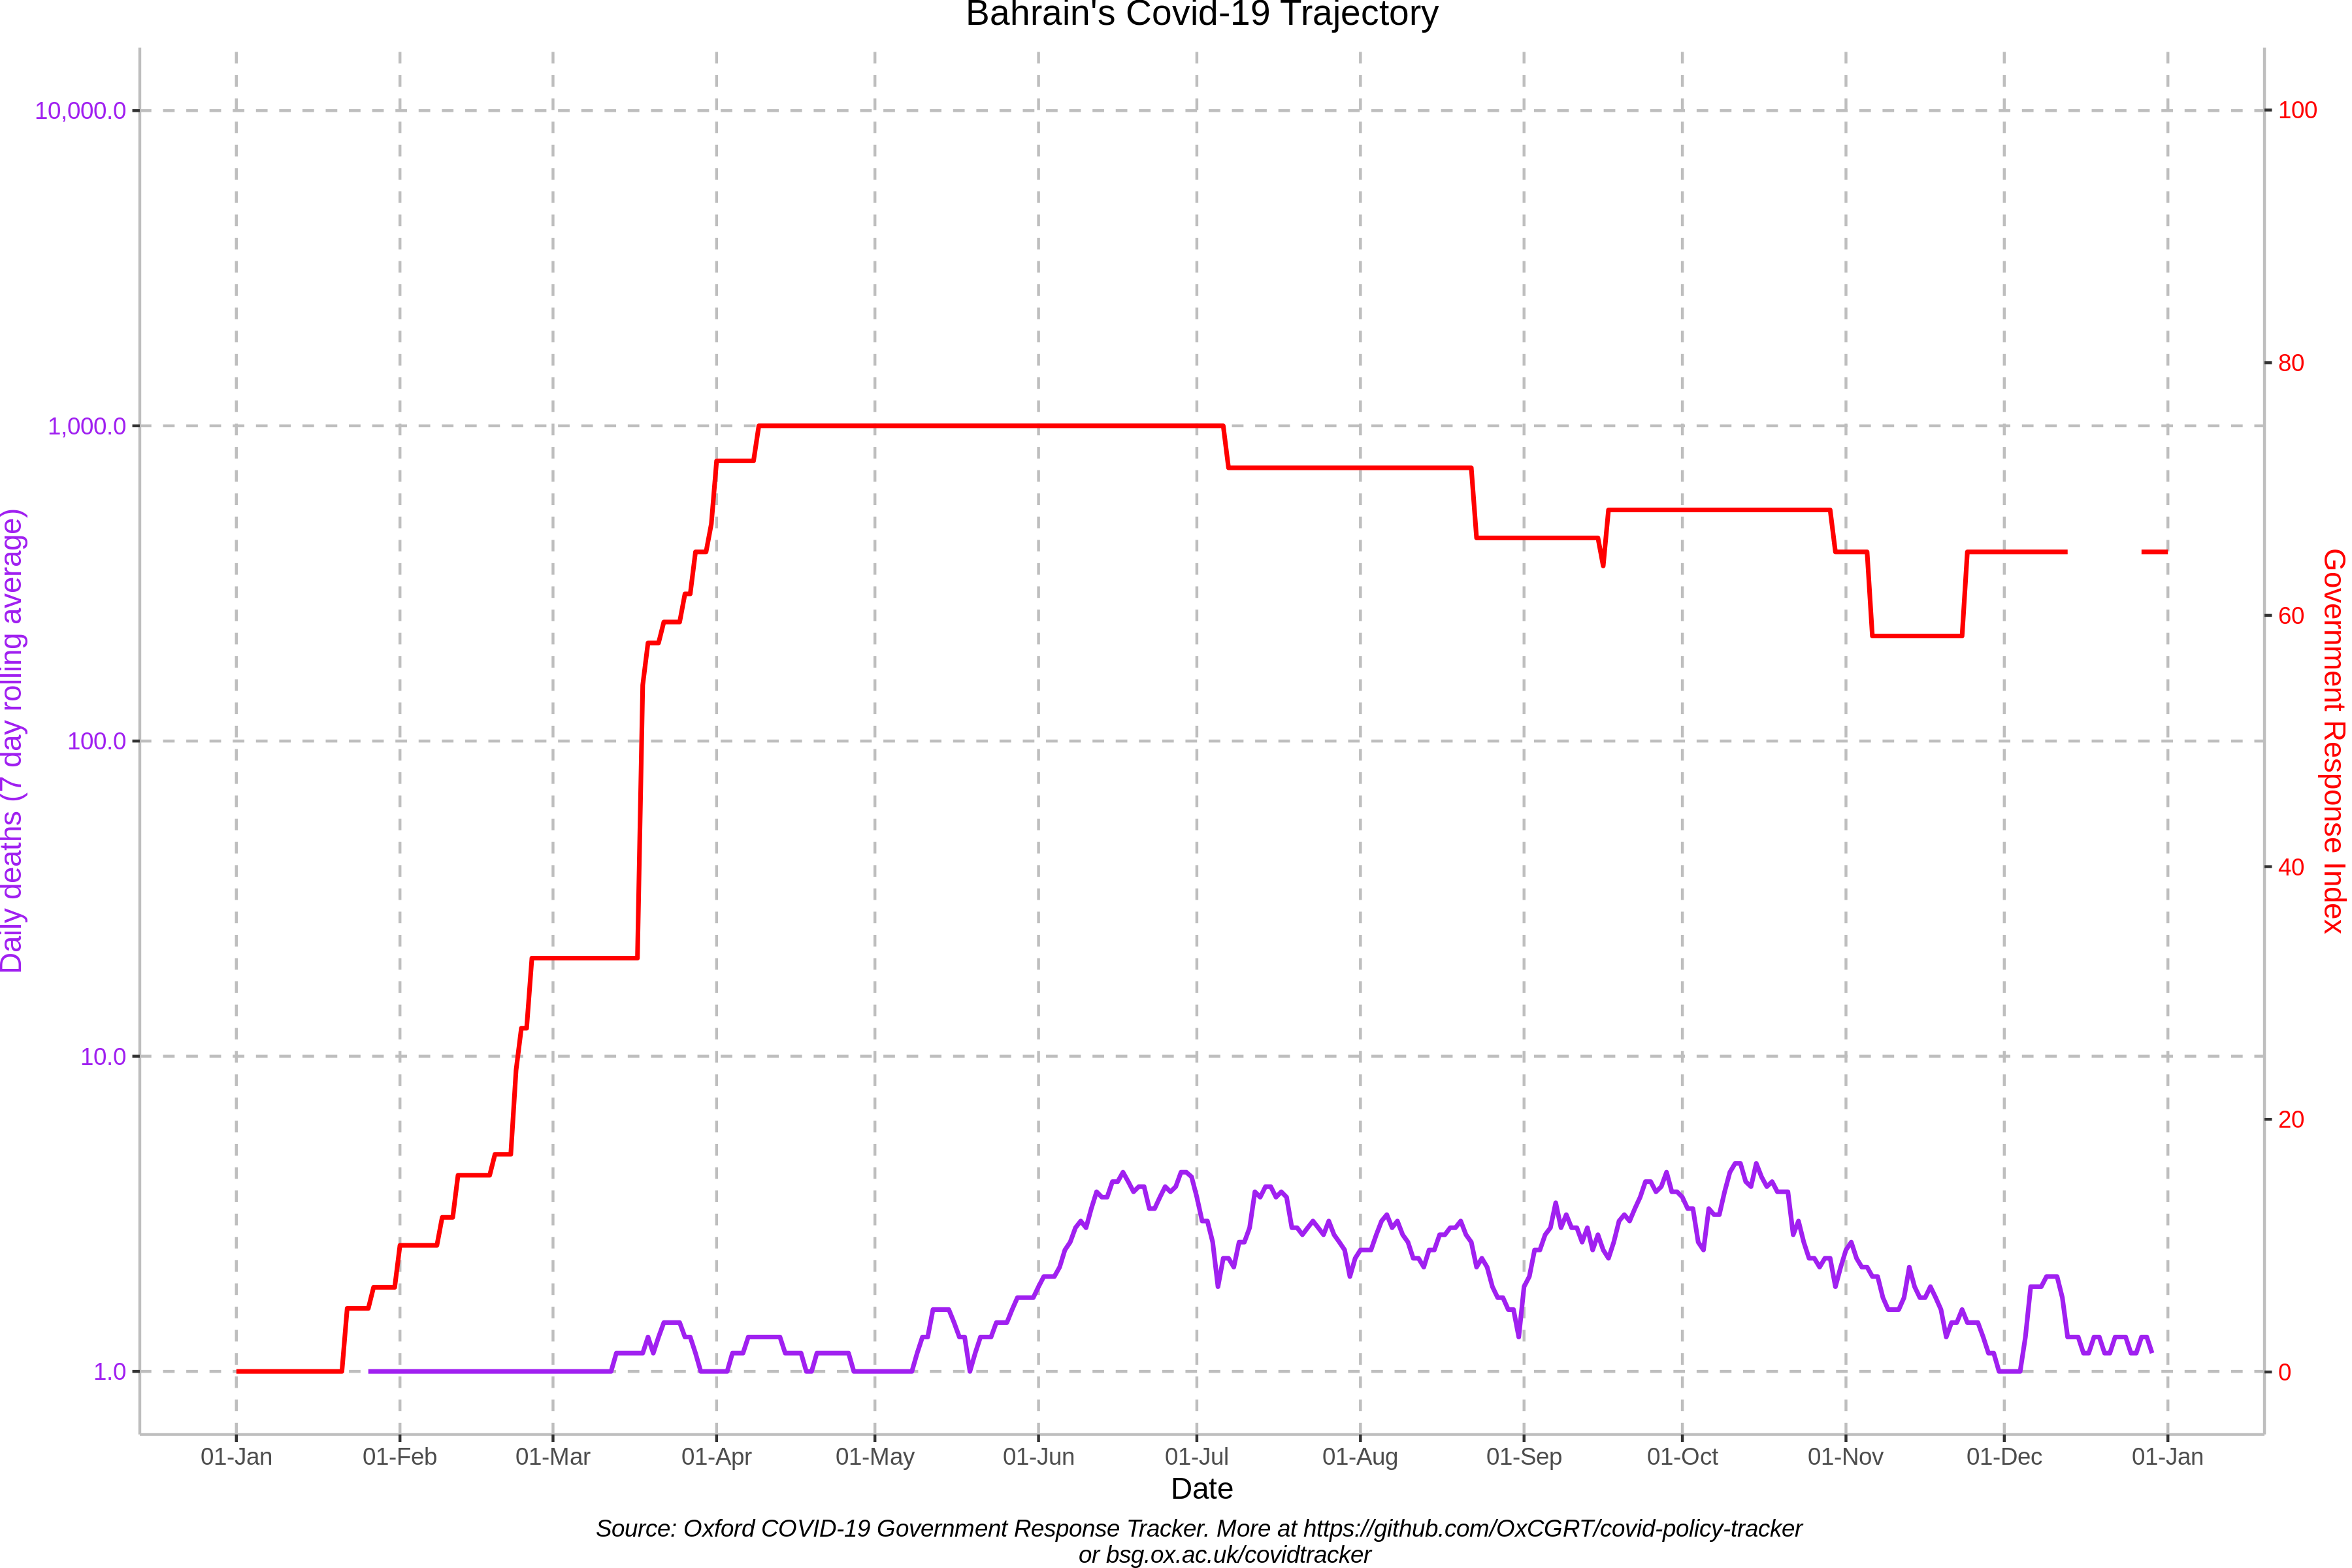 Bahrain's Covid-19 Trajectory
10,000.0
1,000.0
100.0
10.0
1.0
Daily deaths (7 day rolling average)
100
80
60
40
20
0
Government Response Index
01-Jan
01-Feb
01-Mar
01-Apr
01-May
01-Jun
01-Jul
01-Aug
01-Sep
01-Oct
01-Nov
01-Dec
01-Jan
Date
Source: Oxford COVID-19 Government Response Tracker. More at https://github.com/OxCGRT/covid-policy-tracker
or bsg.ox.ac.uk/covidtracker